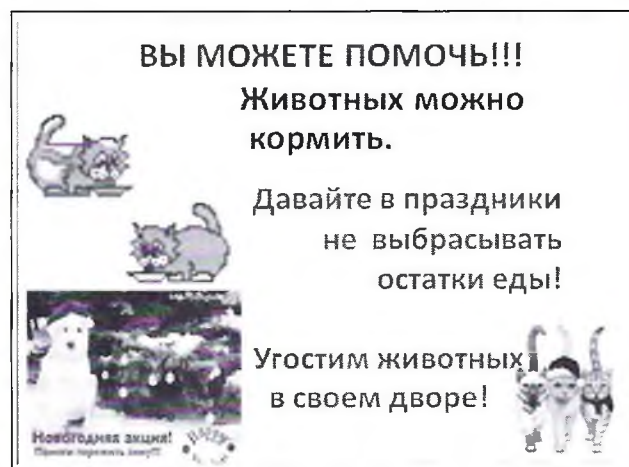 ВЫ МОЖЕТЕ ПОМОЧЬ!!!
Животных можно
кормить.
Давайте в праздники
не выбрасывать
остатки еды!
Угостим животных
в своем дворе!
Новогодняя акция!